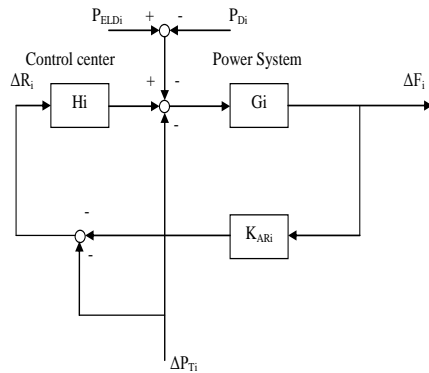 P_ELDi + - P_Di
Control center Power System
ΔR_i + - ΔF_i
Hi Gi
-
- K_ARi
-
ΔP_Ti